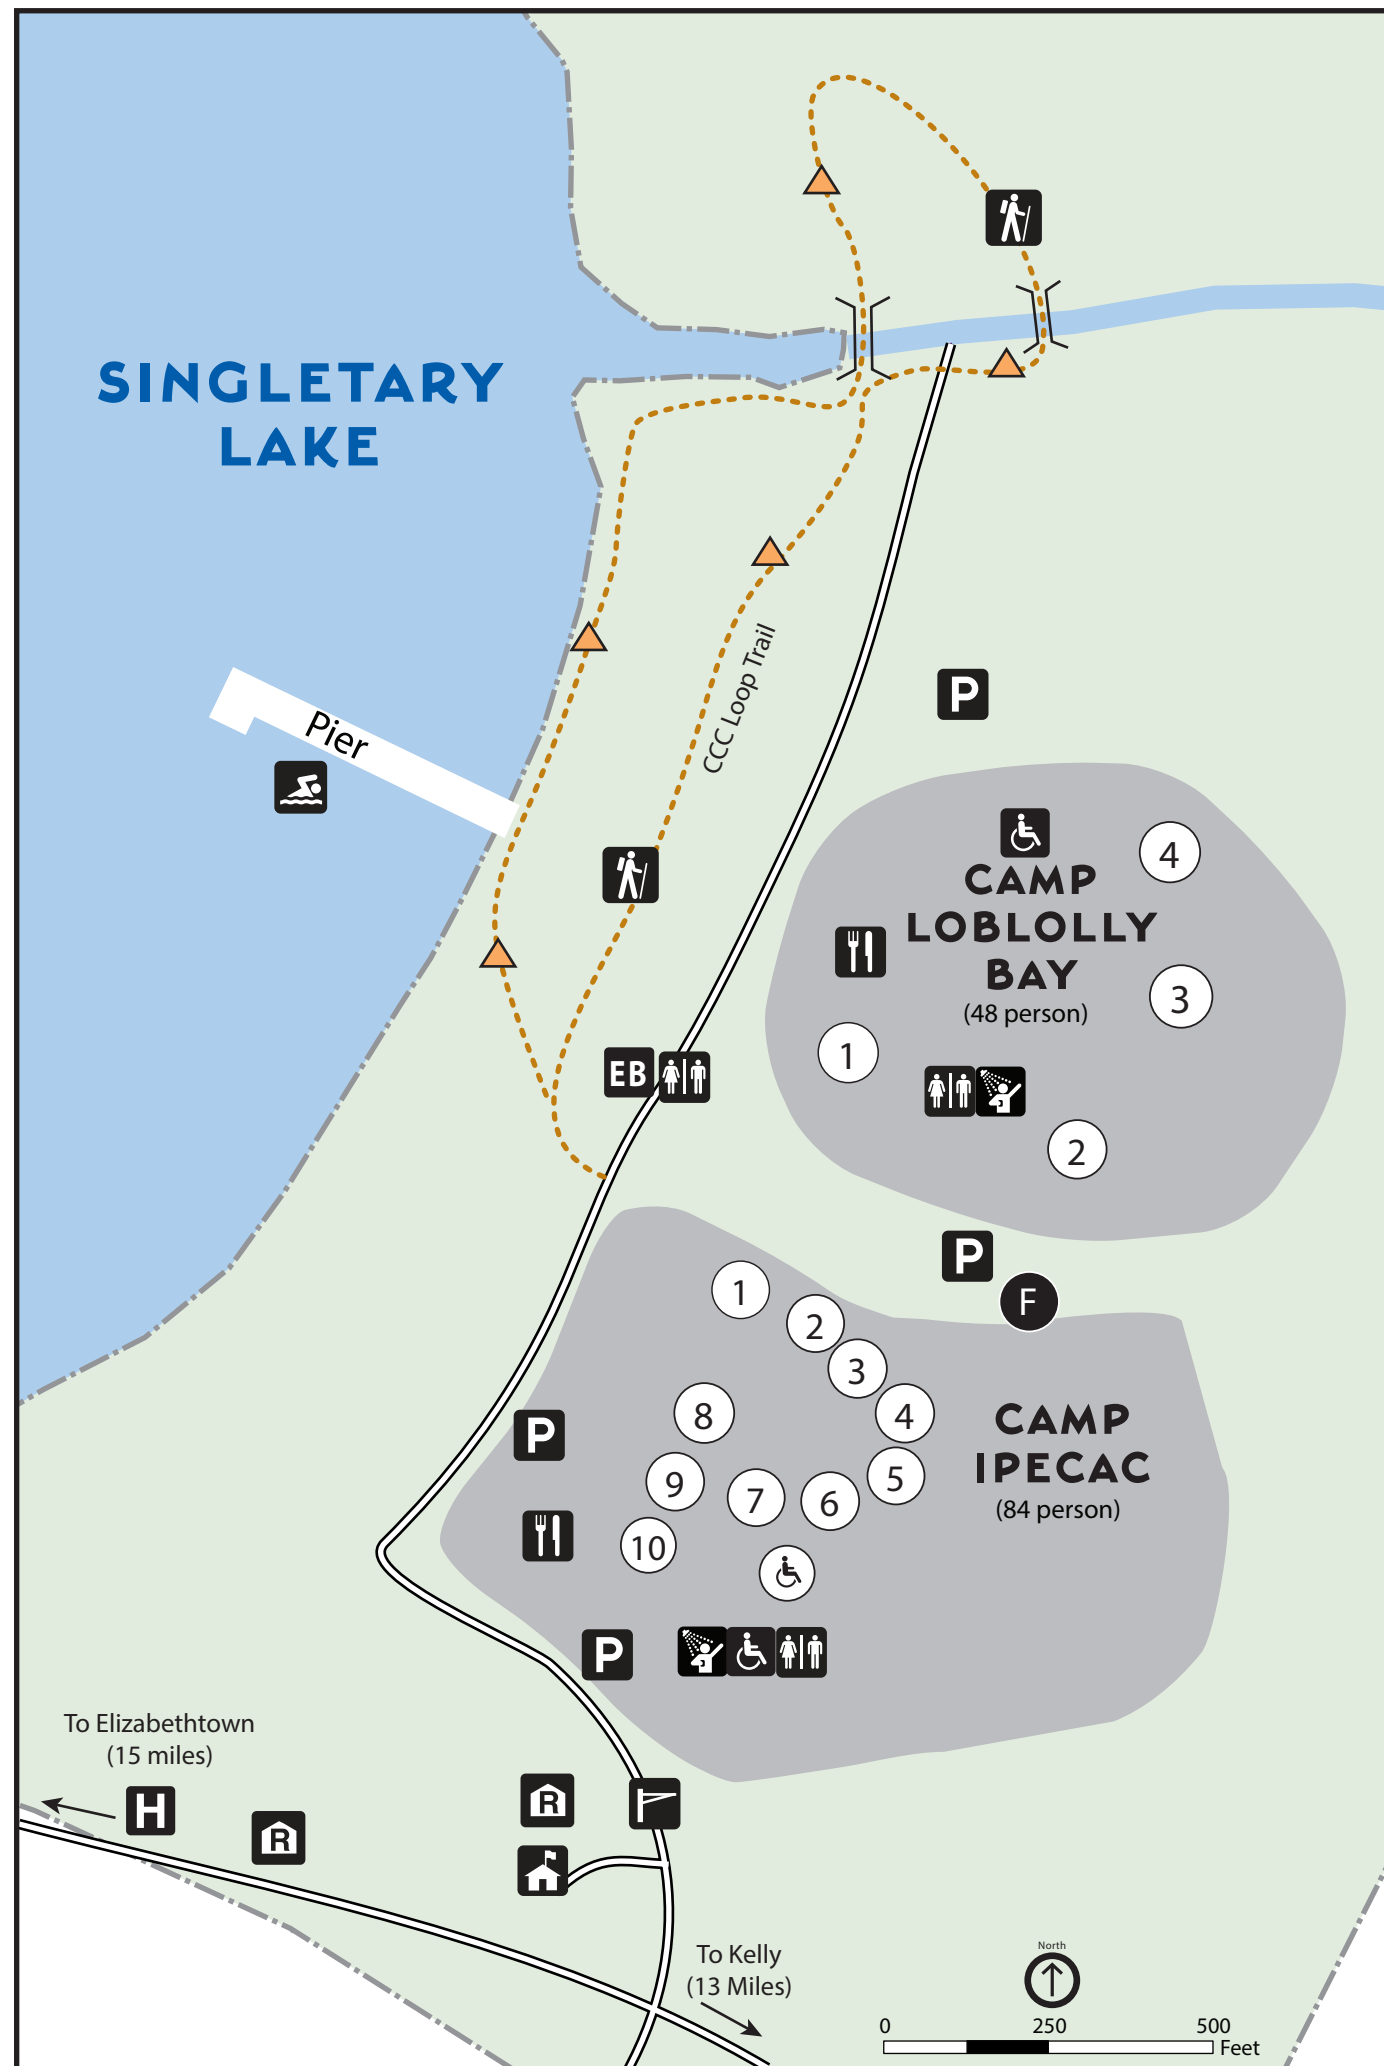 SINGLETARY
LAKE
Pier
CCC Loop Trail
P
CAMP
LOBLOLLY
BAY
(48 person)
4
3
1
2
EB
P
F
1
2
3
4
5
6
7
8
9
10
CAMP
IPECAC
(84 person)
P
P
To Elizabethtown
(15 miles)
H
R
R
To Kelly
(13 Miles)
North
0 250 500
Feet